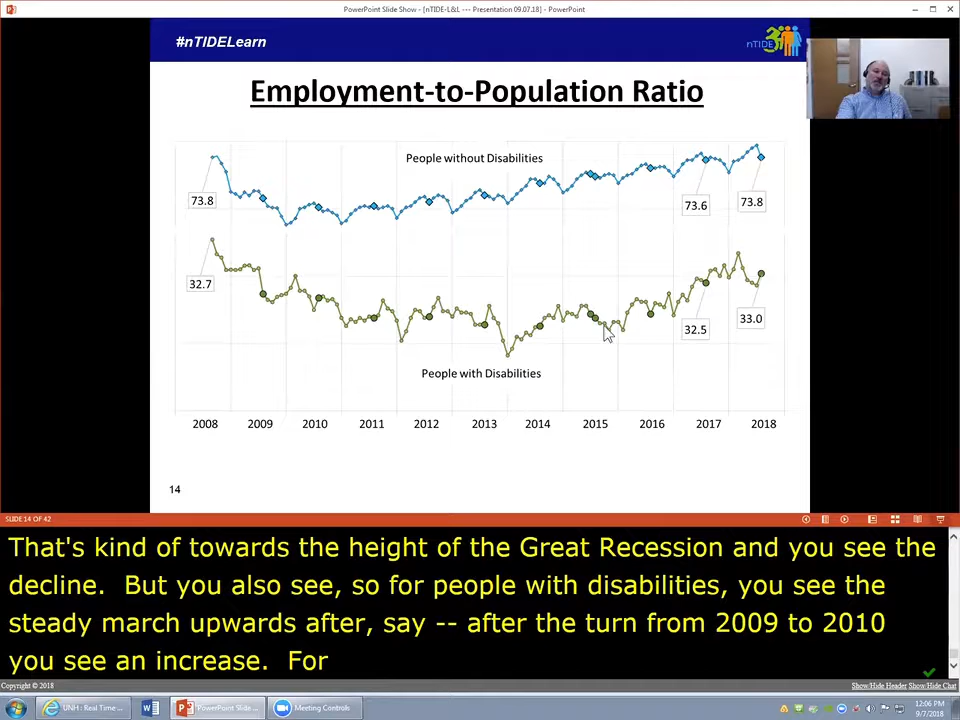 PowerPoint Slide Show - [nTIDE-L&L --- Presentation 09.07.18] - PowerPoint
#nTIDELearn
nTIDE
Employment-to-Population Ratio
People without Disabilities
73.8
73.6
73.8
32.7
32.5
33.0
People with Disabilities
2008 2009 2010 2011 2012 2013 2014 2015 2016 2017 2018
14
SLIDE 14 OF 42
That's kind of towards the height of the Great Recession and you see the
decline. But you also see, so for people with disabilities, you see the
steady march upwards after, say -- after the turn from 2009 to 2010
you see an increase. For
Copyright © 2018
Show/Hide Header Show/Hide Chat
UNH : Real Time ...
PowerPoint Slide ...
Meeting Controls
12:06 PM
9/7/2018